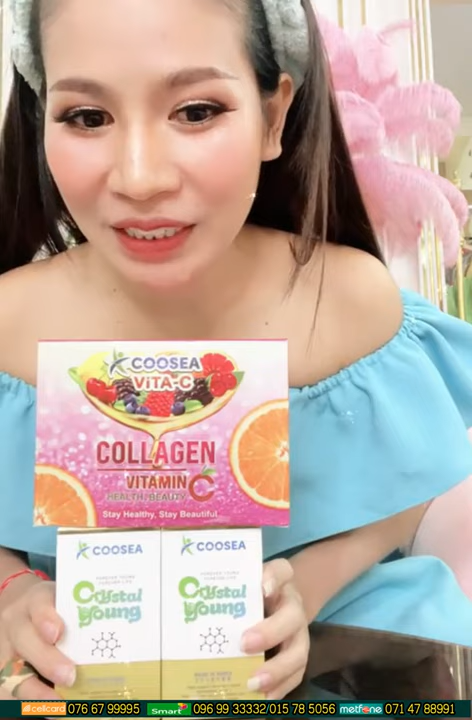 COOSEA
ViTA-C
COLLAGEN
VITAMIN C
HEALTH, BEAUTY
Stay Healthy, Stay Beautiful
COOSEA
Crystal
Young
COOSEA
Crystal
Young
cellcard 076 67 99995 Smart 096 99 33332/015 78 5056 metfone 071 47 88991